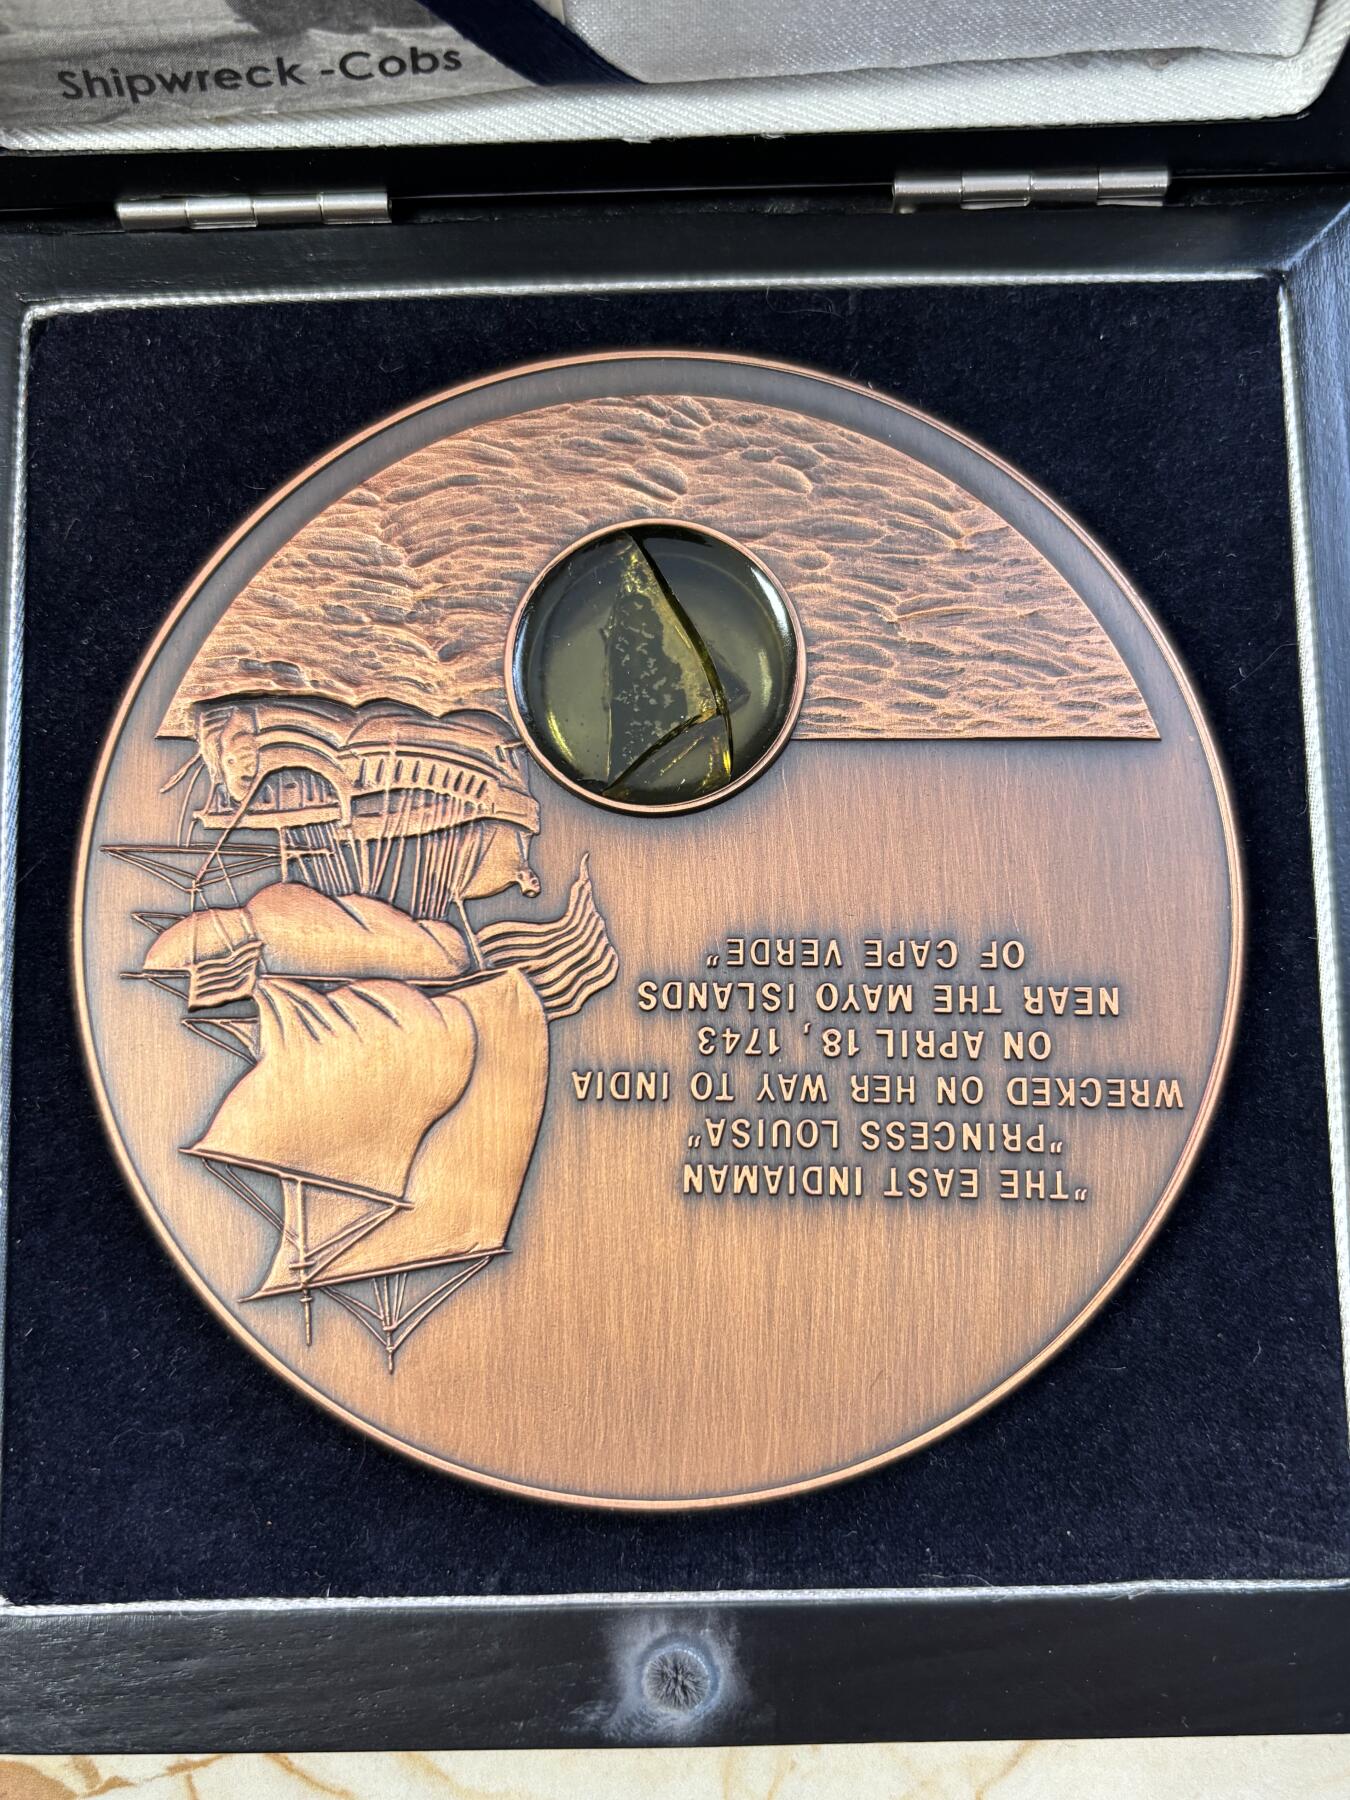 Shipwreck -Cobs
"THE EAST INDIAMAN
"PRINCESS LOUISA"
WRECKED ON HER WAY TO INDIA
ON APRIL 18, 1743
NEAR THE MAYO ISLANDS
OF CAPE VERDE"